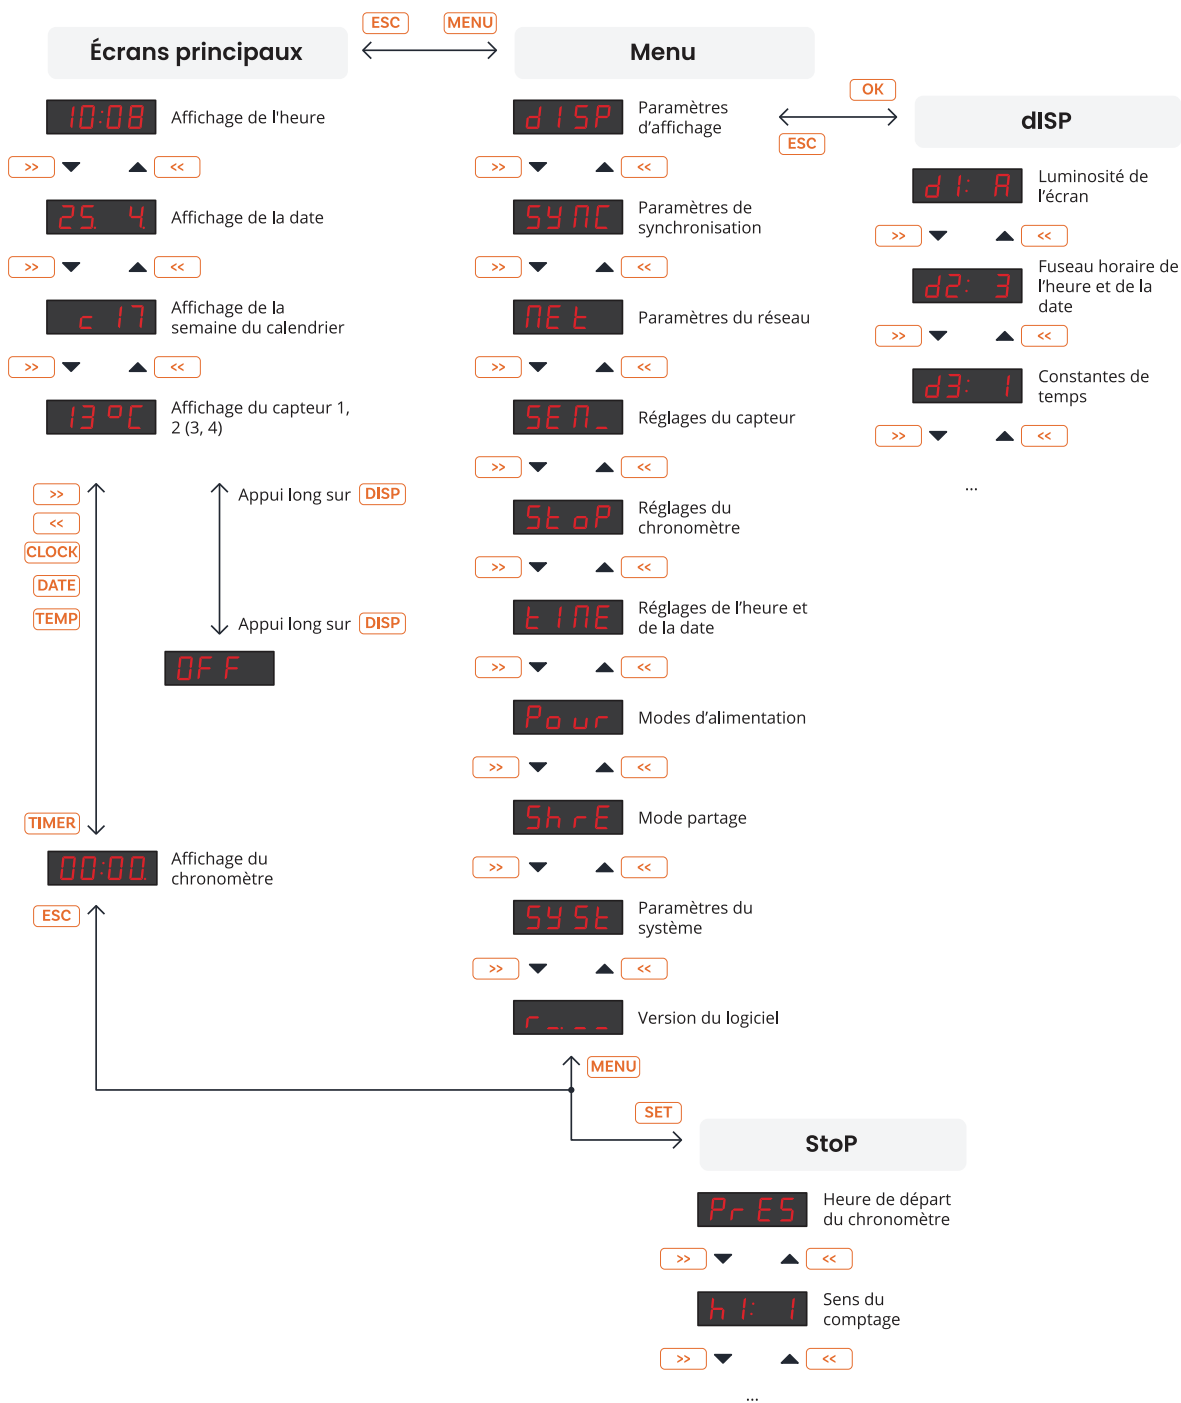 ESC
MENU
Écrans principaux
Menu
10:08
Affichage de l'heure
>>
<<
25. 4.
Affichage de la date
>>
<<
c 17
Affichage de la
semaine du calendrier
>>
<<
13 °C
Affichage du capteur 1,
2 (3, 4)
>>
<<
CLOCK
DATE
TEMP
Appui long sur DISP
Appui long sur DISP
OFF
TIMER
00:00.
Affichage du
chronomètre
ESC
dISP
Paramètres
d’affichage
>>
<<
SYNC
Paramètres de
synchronisation
>>
<<
NEt
Paramètres du réseau
>>
<<
SEN_
Réglages du capteur
>>
<<
StoP
Réglages du
chronomètre
>>
<<
tIME
Réglages de l’heure et
de la date
>>
<<
Pour
Modes d’alimentation
>>
<<
ShrE
Mode partage
>>
<<
SYSt
Paramètres du
système
>>
<<
r _._ _
Version du logiciel
MENU
SET
OK
ESC
dISP
d1: A
Luminosité de
l’écran
>>
<<
d2: 3
Fuseau horaire de
l’heure et de la
date
>>
<<
d3: 1
Constantes de
temps
>>
<<
...
StoP
PrES
Heure de départ
du chronomètre
>>
<<
h1: 1
Sens du
comptage
>>
<<
...